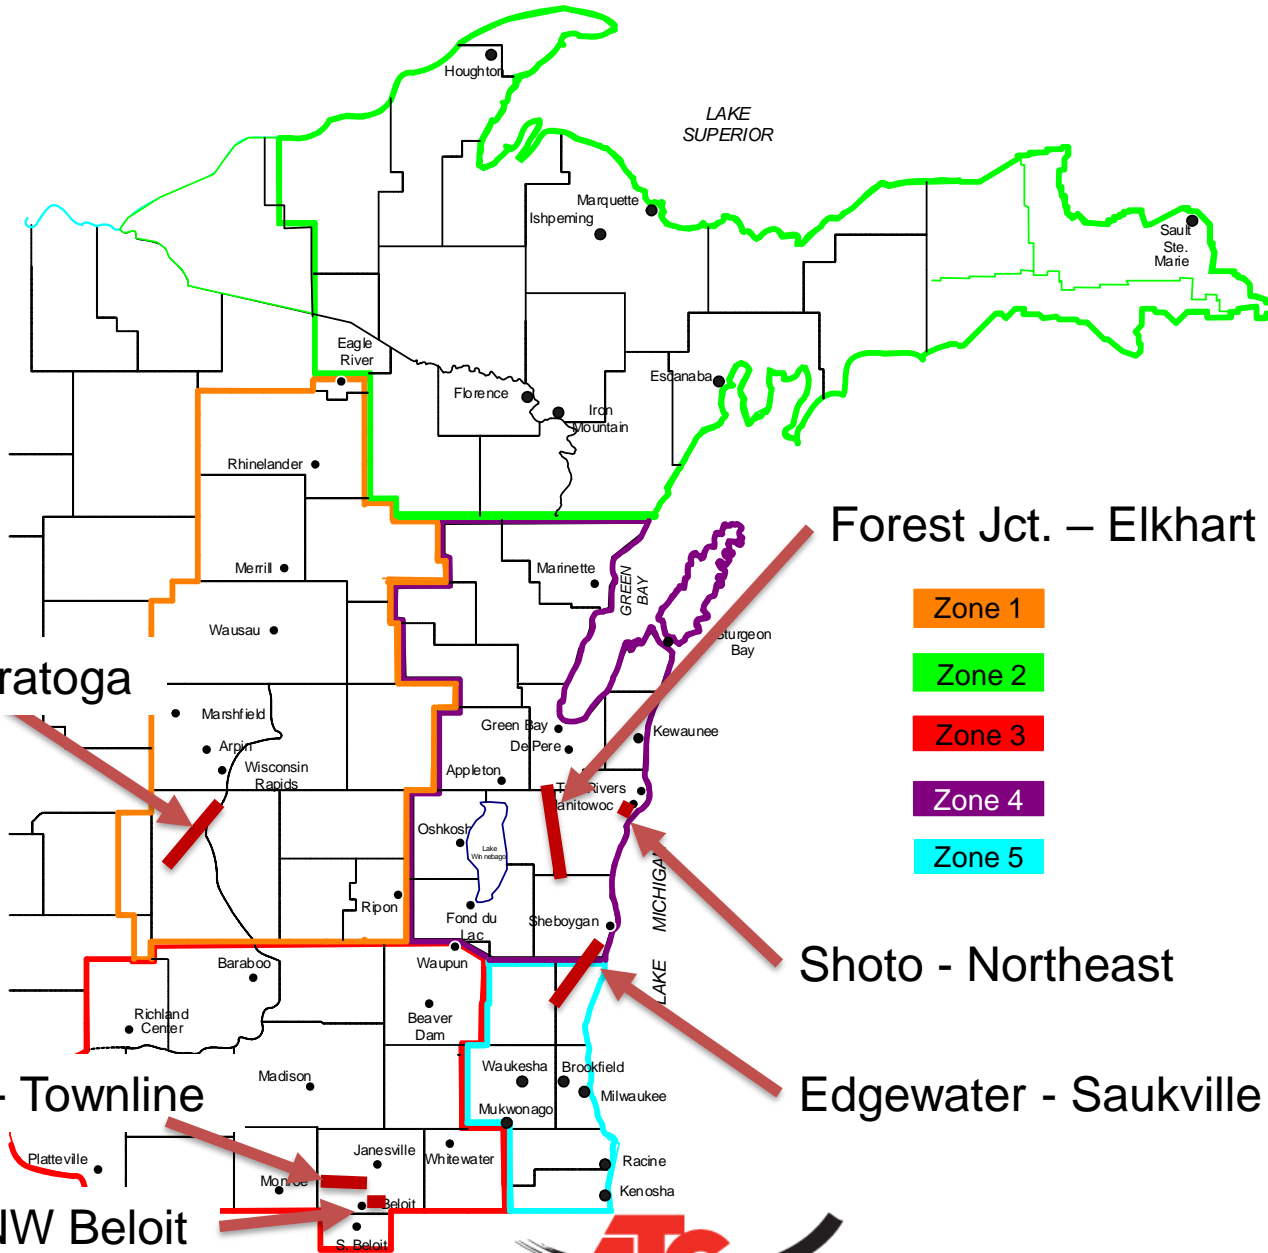 Houghton
LAKE
SUPERIOR
Marquette
Ishpeming
Sault
Ste.
Marie
Eagle
River
Escanaba
Florence
Iron
Mountain
Rhinelander
Forest Jct. – Elkhart
Merrill
Marinette
GREEN
BAY
Zone 1
Wausau
Sturgeon
Bay
Zone 2
ratoga
Marshfield
Green Bay
Kewaunee
Zone 3
Arpin
De Pere
Wisconsin
Rapids
Appleton
Rivers
Manitowoc
Zone 4
Oshkosh
Lake
Winnebago
Zone 5
Ripon
Fond du
Lac
Sheboygan
LAKE MICHIGAN
Baraboo
Waupun
Shoto - Northeast
Richland
Center
Beaver
Dam
Madison
Waukesha
Brookfield
Milwaukee
- Townline
Mukwonago
Edgewater - Saukville
Platteville
Janesville
Whitewater
Racine
Monroe
Kenosha
Beloit
NW Beloit
S. Beloit
ATC